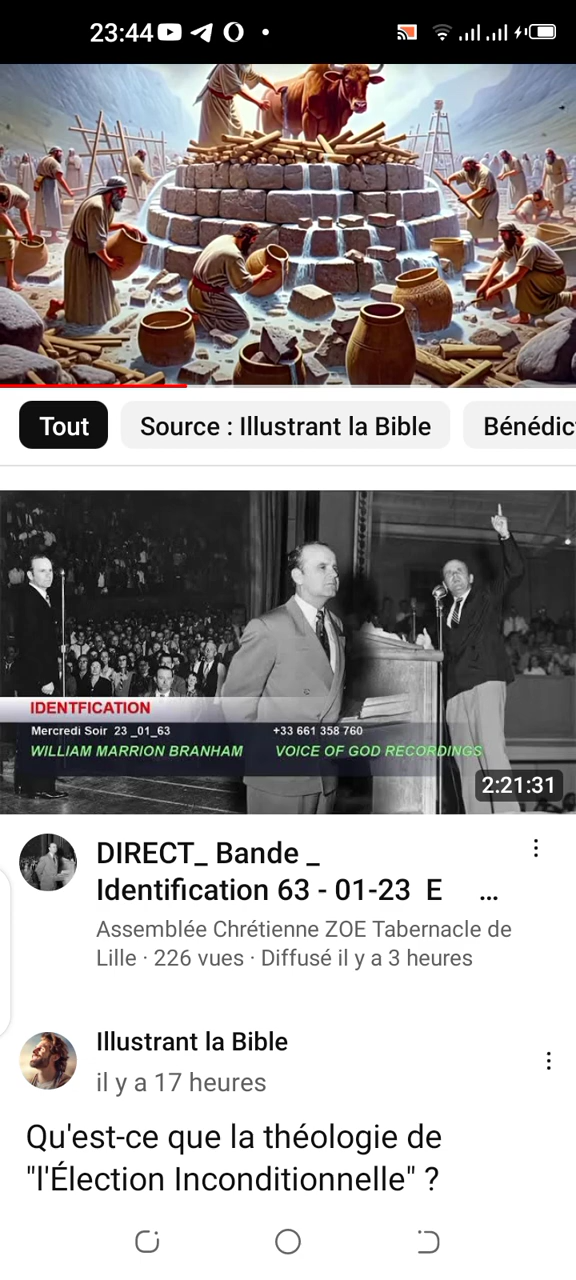 23:44
Tout
Source : Illustrant la Bible
Bénédic
IDENTFICATION
Mercredi Soir 23 _01_63
+33 661 358 760
WILLIAM MARRION BRANHAM
VOICE OF GOD RECORDINGS
2:21:31
DIRECT_ Bande _
Identification 63 - 01-23 E ...
Assemblée Chrétienne ZOE Tabernacle de
Lille · 226 vues · Diffusé il y a 3 heures
Illustrant la Bible
il y a 17 heures
Qu'est-ce que la théologie de
"l'Élection Inconditionnelle" ?